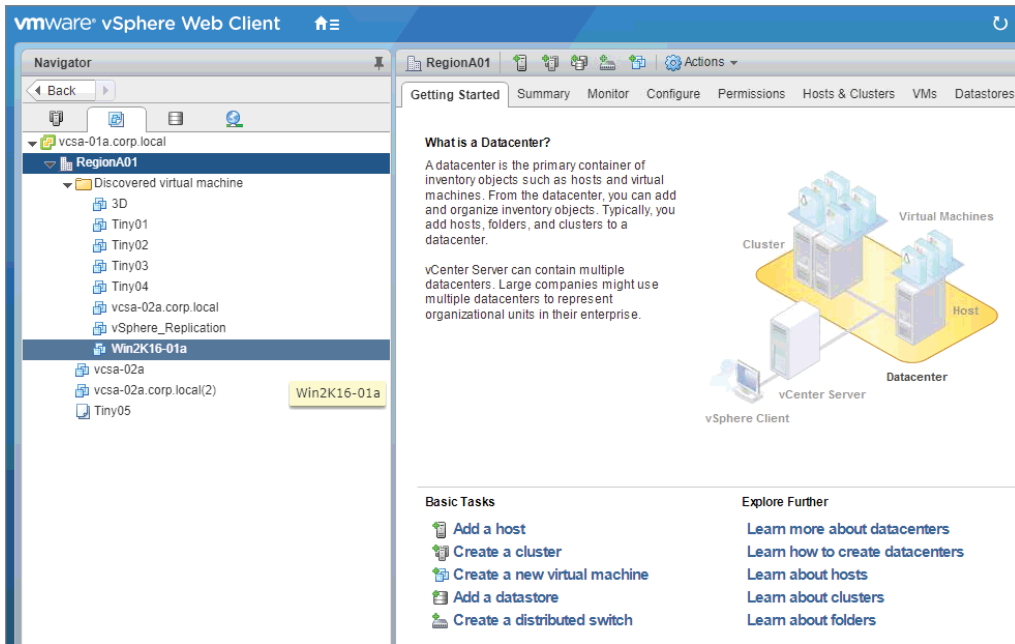 vmware® vSphere Web Client
Navigator
Back
vcsa-01a.corp.local
RegionA01
Discovered virtual machine
3D
Tiny01
Tiny02
Tiny03
Tiny04
vcsa-02a.corp.local
vSphere_Replication
Win2K16-01a
vcsa-02a
vcsa-02a.corp.local(2)
Win2K16-01a
Tiny05
RegionA01 Actions
Getting Started Summary Monitor Configure Permissions Hosts & Clusters VMs Datastores
What is a Datacenter?
A datacenter is the primary container of
inventory objects such as hosts and virtual
machines. From the datacenter, you can add
and organize inventory objects. Typically, you
add hosts, folders, and clusters to a
datacenter.
vCenter Server can contain multiple
datacenters. Large companies might use
multiple datacenters to represent
organizational units in their enterprise.
Virtual Machines
Cluster
Host
Datacenter
vCenter Server
vSphere Client
Basic Tasks
Add a host
Create a cluster
Create a new virtual machine
Add a datastore
Create a distributed switch
Explore Further
Learn more about datacenters
Learn how to create datacenters
Learn about hosts
Learn about clusters
Learn about folders